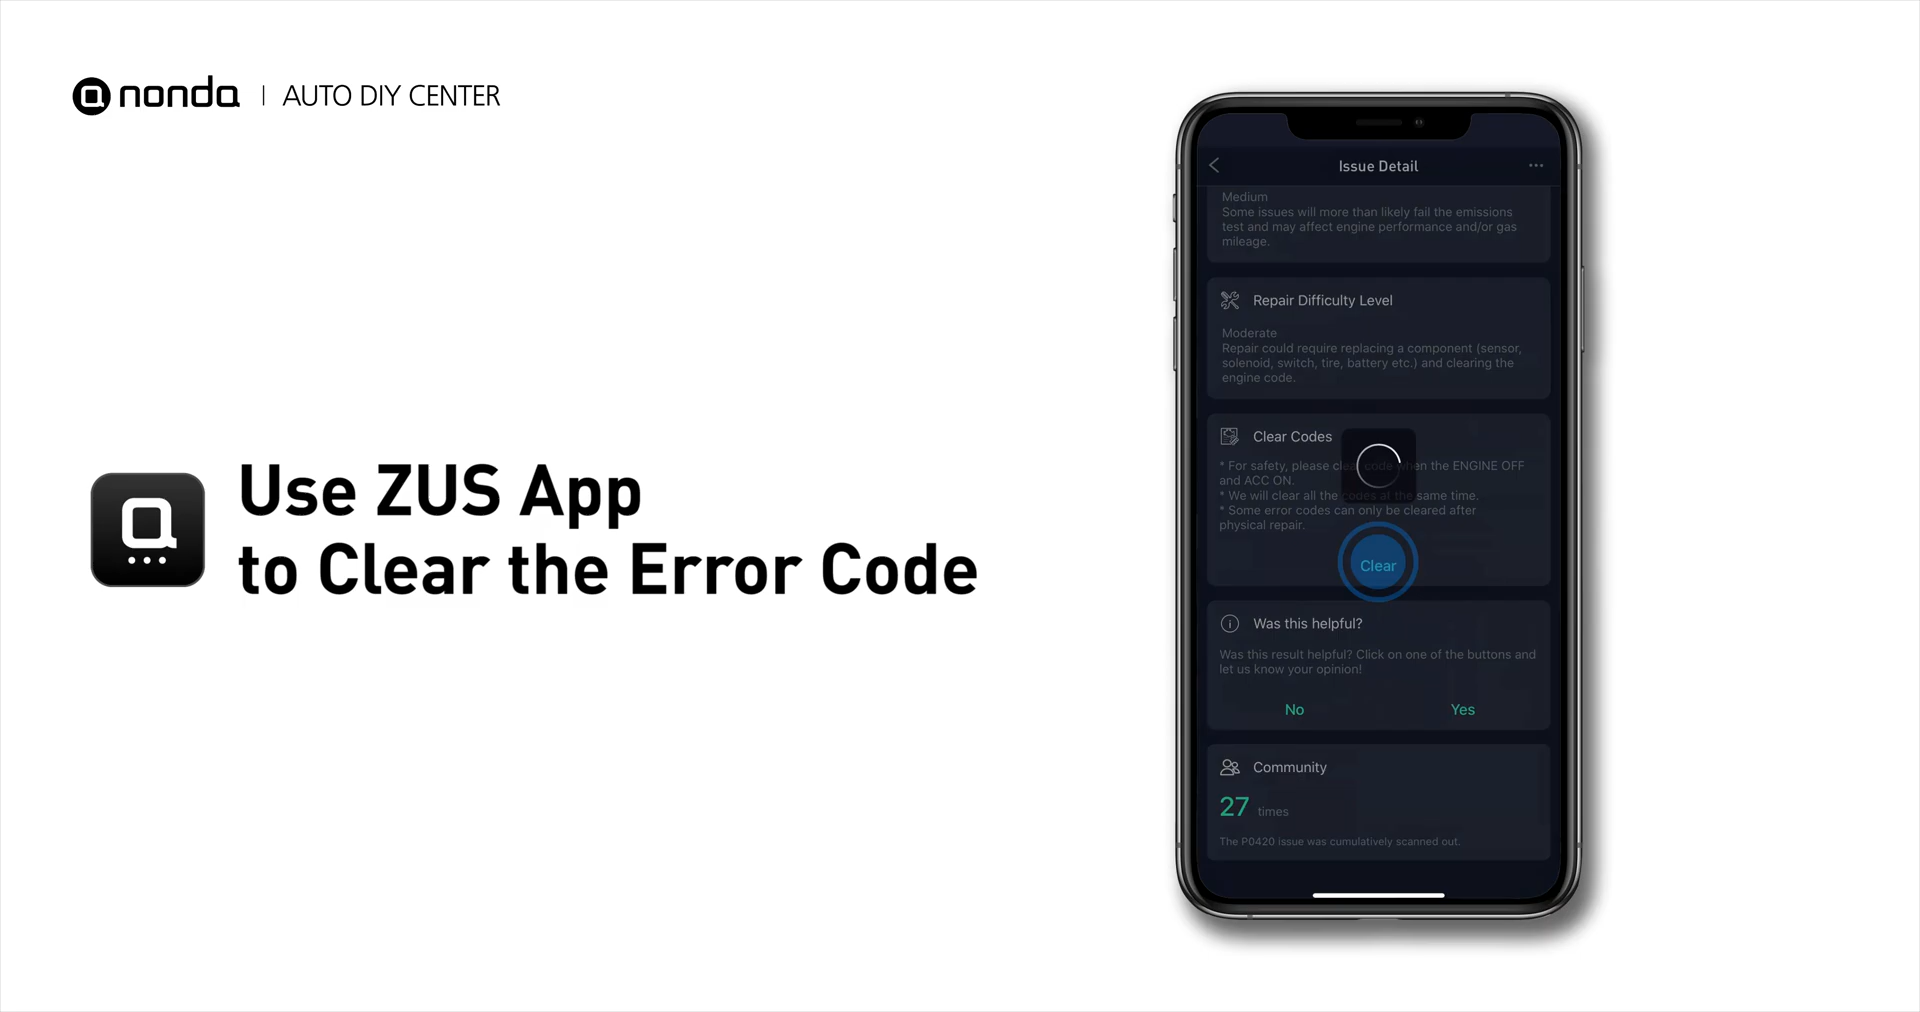 nonda | AUTO DIY CENTER
Use ZUS App
to Clear the Error Code
Issue Detail
Medium
Some issues will more than likely fail the emissions
test and may affect engine performance and/or gas
mileage.
Repair Difficulty Level
Moderate
Repair could require replacing a component (sensor,
solenoid, switch, tire, battery etc.) and clearing the
engine code.
Clear Codes
* For safety, please clear code when the ENGINE OFF
and ACC ON.
* We will clear all the codes at the same time.
* Some error codes can only be cleared after
physical repair.
Clear
Was this helpful?
Was this result helpful? Click on one of the buttons and
let us know your opinion!
No Yes
Community
27 times
The P0420 issue was cumulatively scanned out.